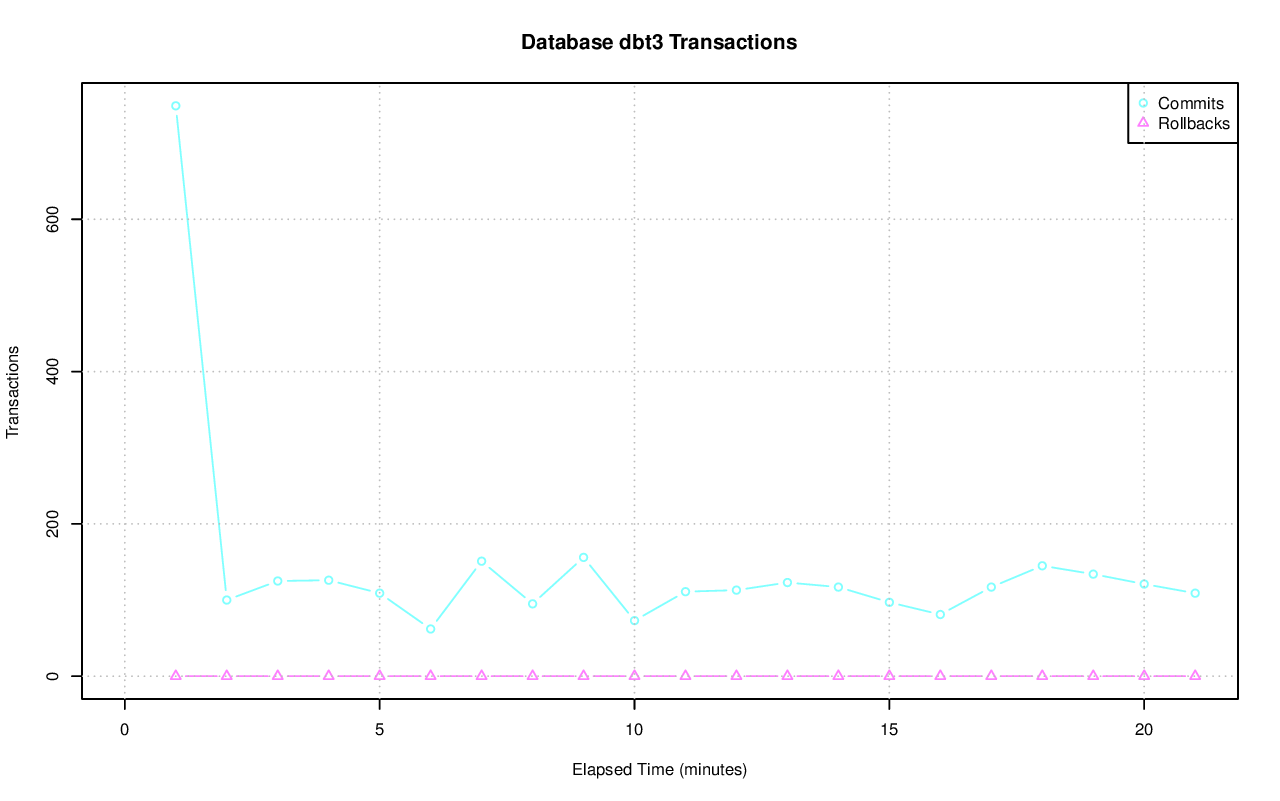 Database dbt3 Transactions
Commits
Rollbacks
Transactions
600
400
200
0
0 5 10 15 20
Elapsed Time (minutes)